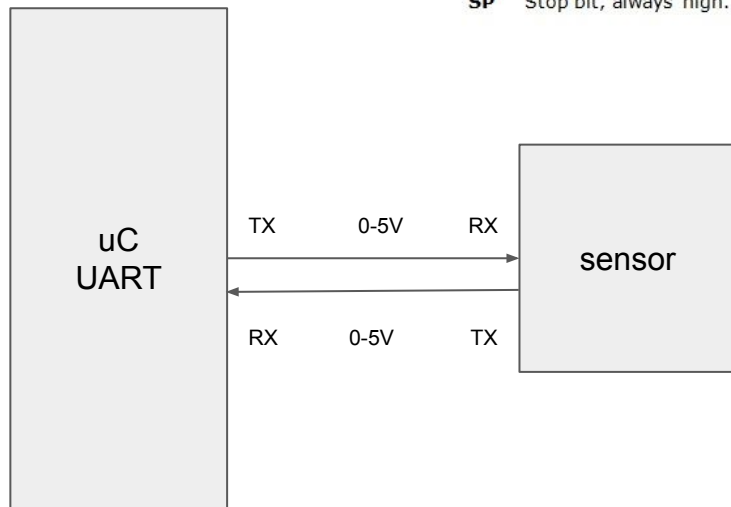 SP Stop bit, always high.
uC
UART
TX 0-5V RX
sensor
RX 0-5V TX